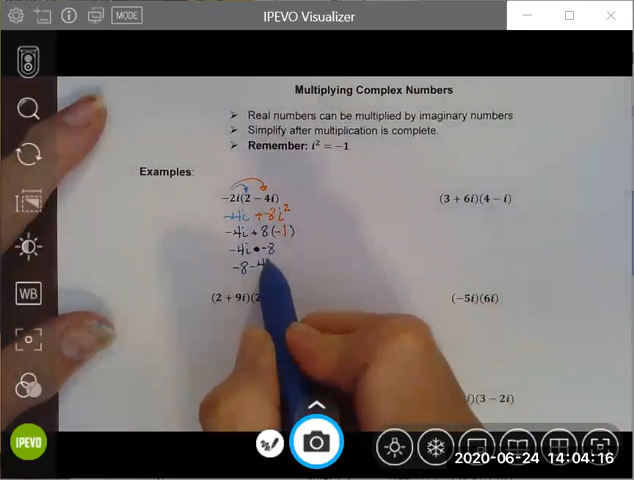 IPEVO Visualizer
MODE
Multiplying Complex Numbers
➢ Real numbers can be multiplied by imaginary numbers
➢ Simplify after multiplication is complete.
➢ Remember: i² = −1
Examples:
−2i(2 − 4i)
(3 + 6i)(4 − i)
-4i +8i²
-4i + 8(-1)
-4i • -8
-8-4
(2 + 9i)(2
(−5i)(6i)
)(3 − 2i)
WB
IPEVO
2020-06-24 14:04:16